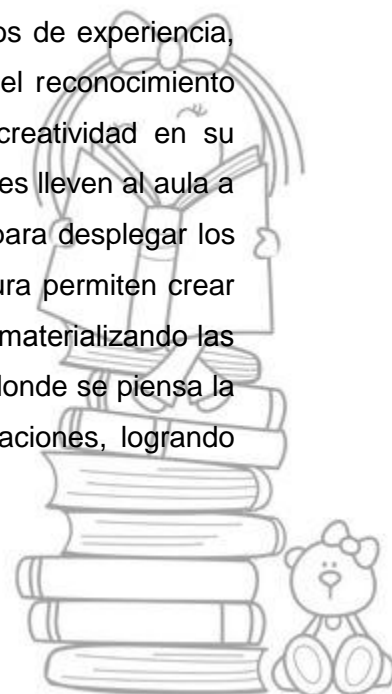 os de experiencia,
el reconocimiento
creatividad en su
es lleven al aula a
para desplegar los
ura permiten crear
materializando las
donde se piensa la
aciones, logrando